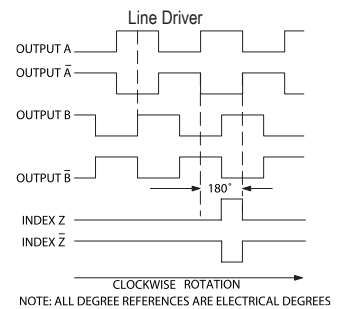 Line Driver
OUTPUT A
OUTPUT A̅
OUTPUT B
OUTPUT B̅
180°
INDEX Z
INDEX Z̅
CLOCKWISE ROTATION
NOTE: ALL DEGREE REFERENCES ARE ELECTRICAL DEGREES